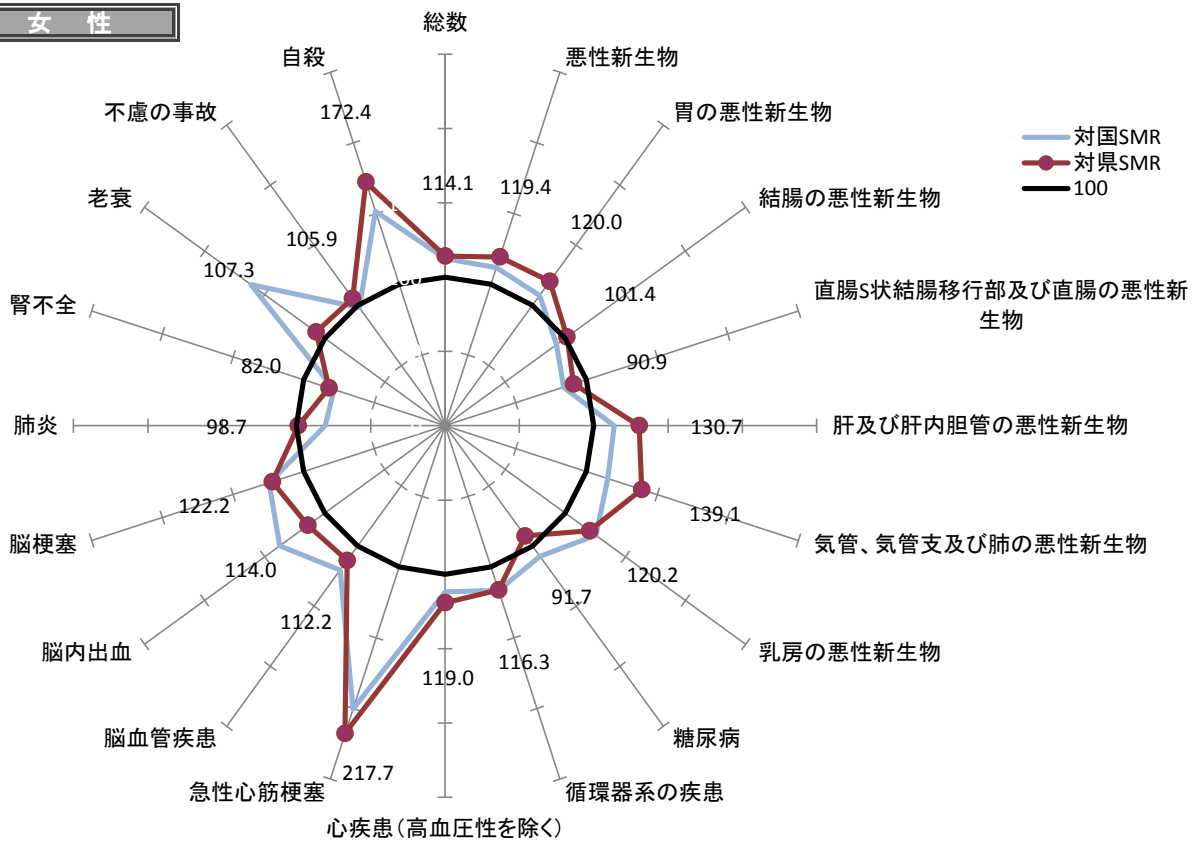 女 性
総数
悪性新生物
胃の悪性新生物
結腸の悪性新生物
直腸S状結腸移行部及び直腸の悪性新
生物
肝及び肝内胆管の悪性新生物
気管、気管支及び肺の悪性新生物
乳房の悪性新生物
糖尿病
循環器系の疾患
心疾患(高血圧性を除く)
急性心筋梗塞
脳血管疾患
脳内出血
脳梗塞
肺炎
腎不全
老衰
不慮の事故
自殺
114.1
119.4
120.0
101.4
90.9
130.7
139.1
120.2
91.7
116.3
119.0
217.7
112.2
114.0
122.2
98.7
82.0
107.3
105.9
172.4
対国SMR
対県SMR
100